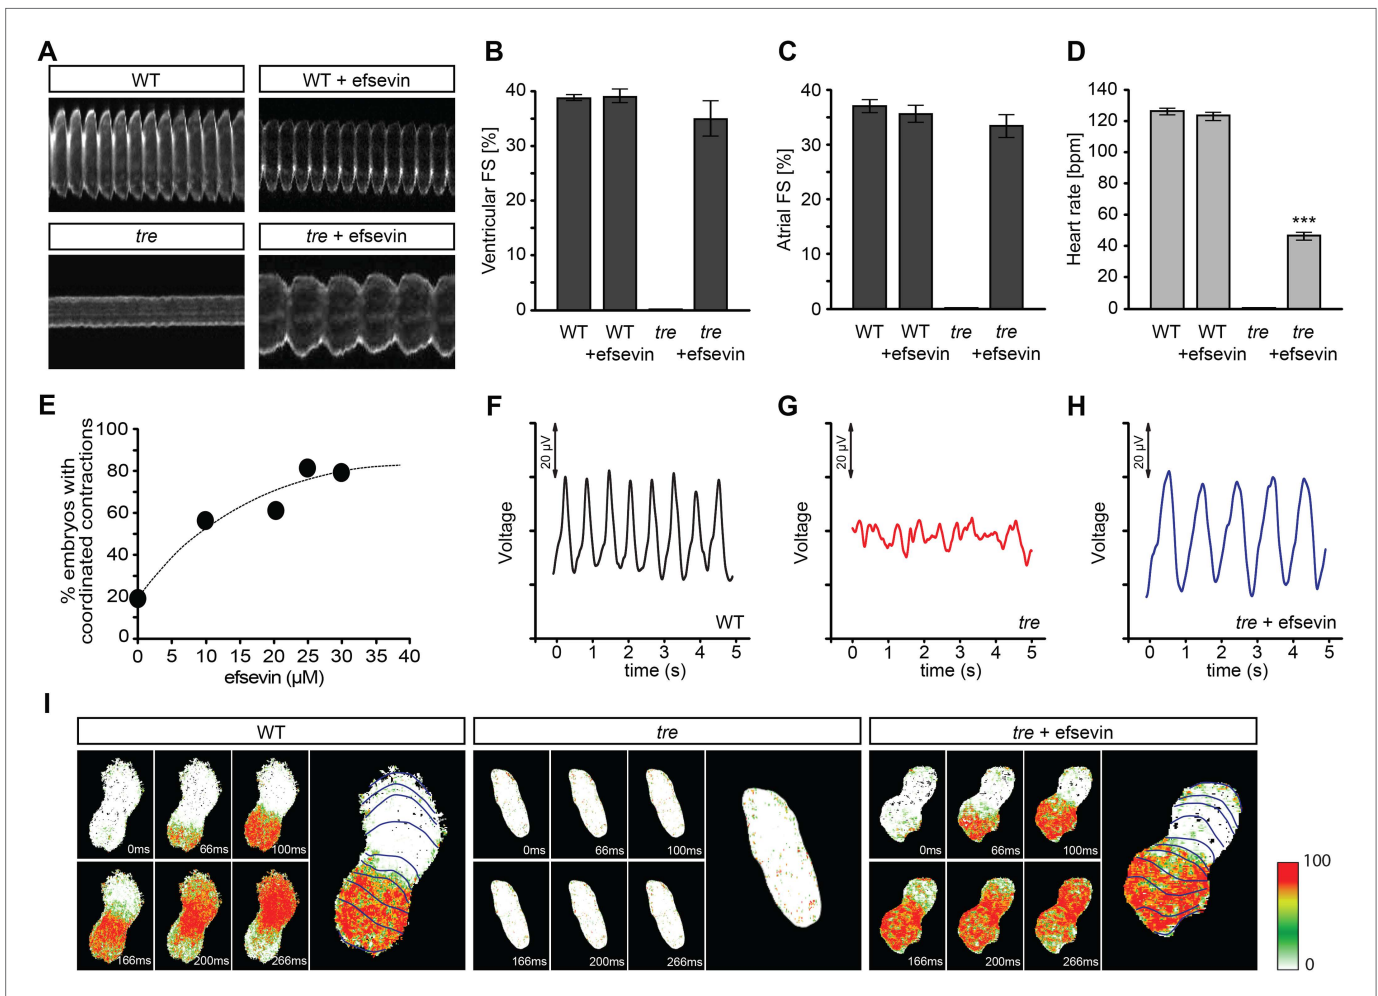 A
WT
WT + efsevin
tre
tre + efsevin
B
Ventricular FS [%]
40
30
20
10
0
WT
WT
+efsevin
tre
tre
+efsevin
C
Atrial FS [%]
40
30
20
10
0
WT
WT
+efsevin
tre
tre
+efsevin
D
Heart rate [bpm]
140
120
100
80
60
40
20
0
***
WT
WT
+efsevin
tre
tre
+efsevin
E
% embryos with
coordinated contractions
100
80
60
40
20
0
0 5 10 15 20 25 30 35 40
efsevin (µM)
F
20 µV
Voltage
WT
0 1 2 3 4 5
time (s)
G
20 µV
Voltage
tre
0 1 2 3 4 5
time (s)
H
20 µV
Voltage
tre + efsevin
0 1 2 3 4 5
time (s)
I
WT
0ms
66ms
100ms
166ms
200ms
266ms
tre
0ms
66ms
100ms
166ms
200ms
266ms
tre + efsevin
0ms
66ms
100ms
166ms
200ms
266ms
100
0